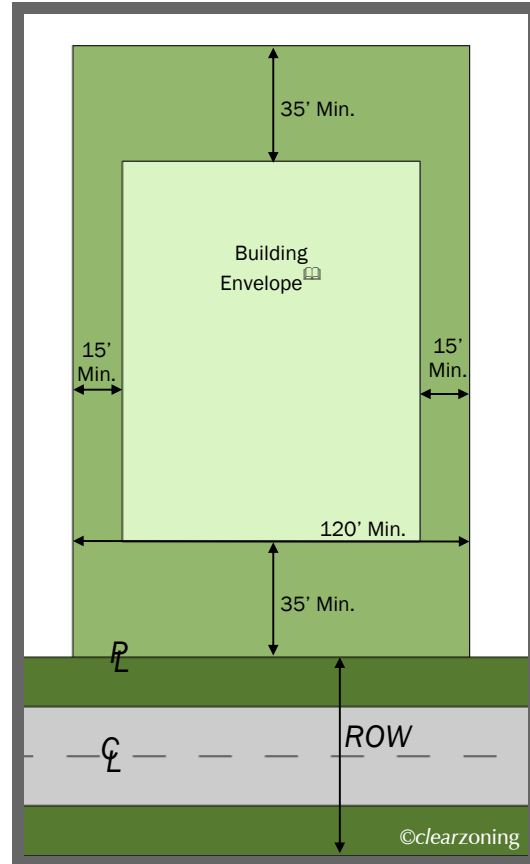 35’ Min.
Building
Envelope
15’
Min.
15’
Min.
120’ Min.
35’ Min.
PL
CL
ROW
©clearzoning